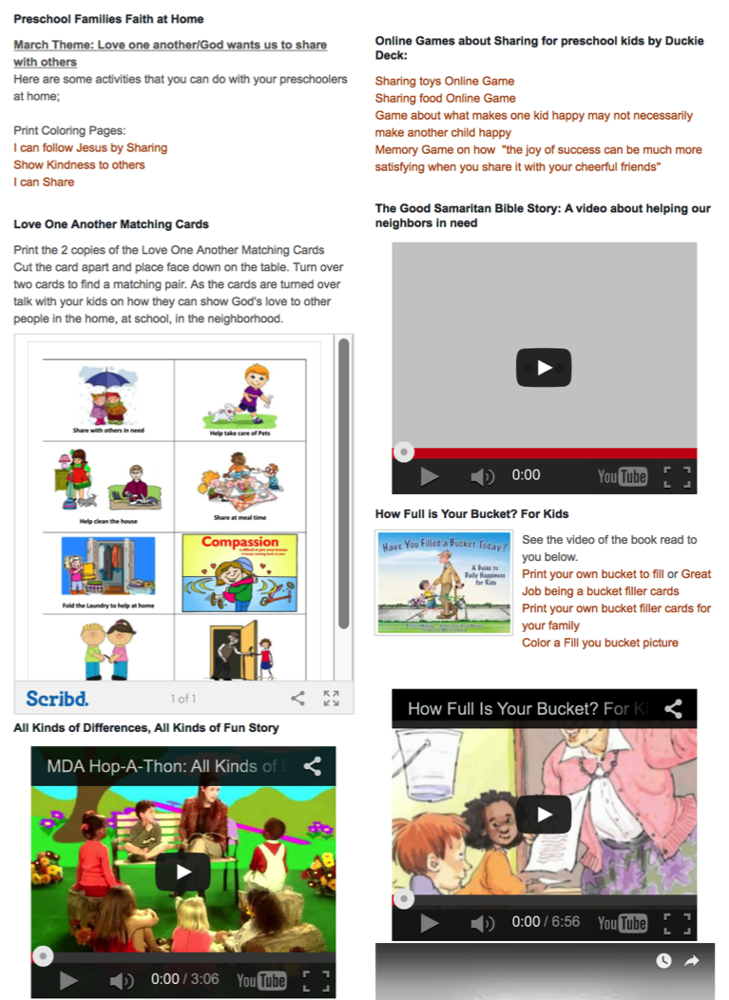 Preschool Families Faith at Home
March Theme: Love one another/God wants us to share
with others
Here are some activities that you can do with your preschoolers
at home;
Print Coloring Pages:
I can follow Jesus by Sharing
Show Kindness to others
I can Share
Love One Another Matching Cards
Print the 2 copies of the Love One Another Matching Cards
Cut the card apart and place face down on the table. Turn over
two cards to find a matching pair. As the cards are turned over
talk with your kids on how they can show God's love to other
people in the home, at school, in the neighborhood.
Share with others in need
Help take care of Pets
Help clean the house
Share at meal time
Fold the Laundry to help at home
Compassion
Scribd.
1 of 1
All Kinds of Differences, All Kinds of Fun Story
MDA Hop-A-Thon: All Kinds of D
0:00 / 3:06
YouTube
Online Games about Sharing for preschool kids by Duckie
Deck:
Sharing toys Online Game
Sharing food Online Game
Game about what makes one kid happy may not necessarily
make another child happy
Memory Game on how "the joy of success can be much more
satisfying when you share it with your cheerful friends"
The Good Samaritan Bible Story: A video about helping our
neighbors in need
0:00
YouTube
How Full is Your Bucket? For Kids
Have You Filled a Bucket Today?
A Guide to
Daily Happiness
for Kids
See the video of the book read to
you below.
Print your own bucket to fill or Great
Job being a bucket filler cards
Print your own bucket filler cards for
your family
Color a Fill you bucket picture
How Full Is Your Bucket? For Ki
0:00 / 6:56
YouTube